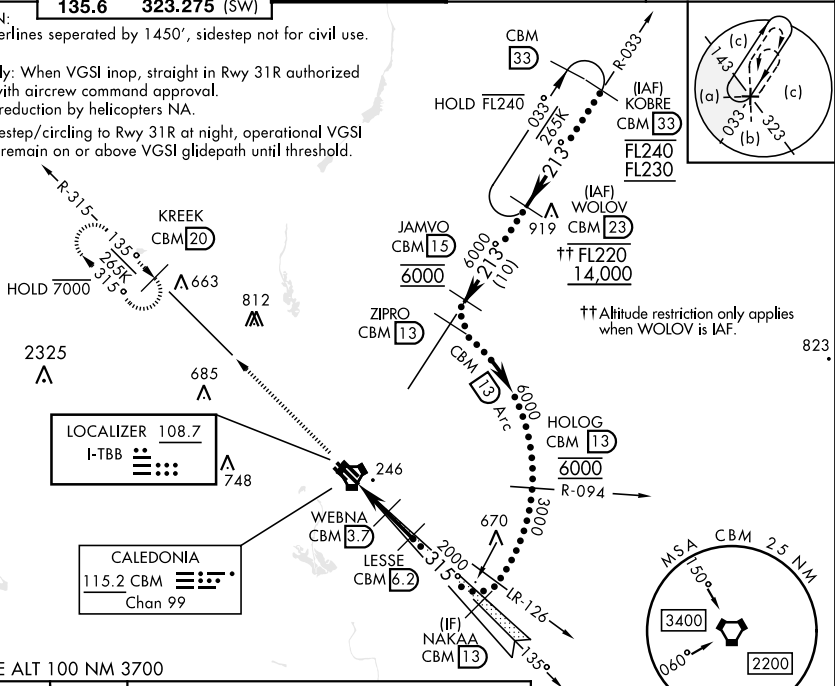 135.6 323.275 (SW)
N:
erlines seperated by 1450', sidestep not for civil use.
ly: When VGSI inop, straight in Rwy 31R authorized
vith aircrew command approval.
reduction by helicopters NA.
estep/circling to Rwy 31R at night, operational VGSI
remain on or above VGSI glidepath until threshold.
CBM
33
R-033
HOLD FL240
033°
265K
213°
(IAF)
KOBRE
CBM 33
FL240
FL230
(c)
143
(a)
(c)
033
323
(b)
R-315
KREEK
CBM 20
135°
265K
315°
HOLD 7000
663
812
2325
685
JAMVO
CBM 15
6000
6000
213°
(10)
919
(IAF)
WOLOV
CBM 23
†† FL220
14,000
††Altitude restriction only applies
when WOLOV is IAF.
823
ZIPRO
CBM 13
CBM 13 Arc
6000
HOLOG
CBM 13
6000
R-094
3000
LOCALIZER 108.7
I-TBB
748
246
WEBNA
CBM 3.7
LESSE
CBM 6.2
670
2000
315°
LR-126
(IF)
NAKAA
CBM 13
135°
CALEDONIA
115.2 CBM
Chan 99
MSA CBM 25 NM
150°
3400
060°
2200
E ALT 100 NM 3700